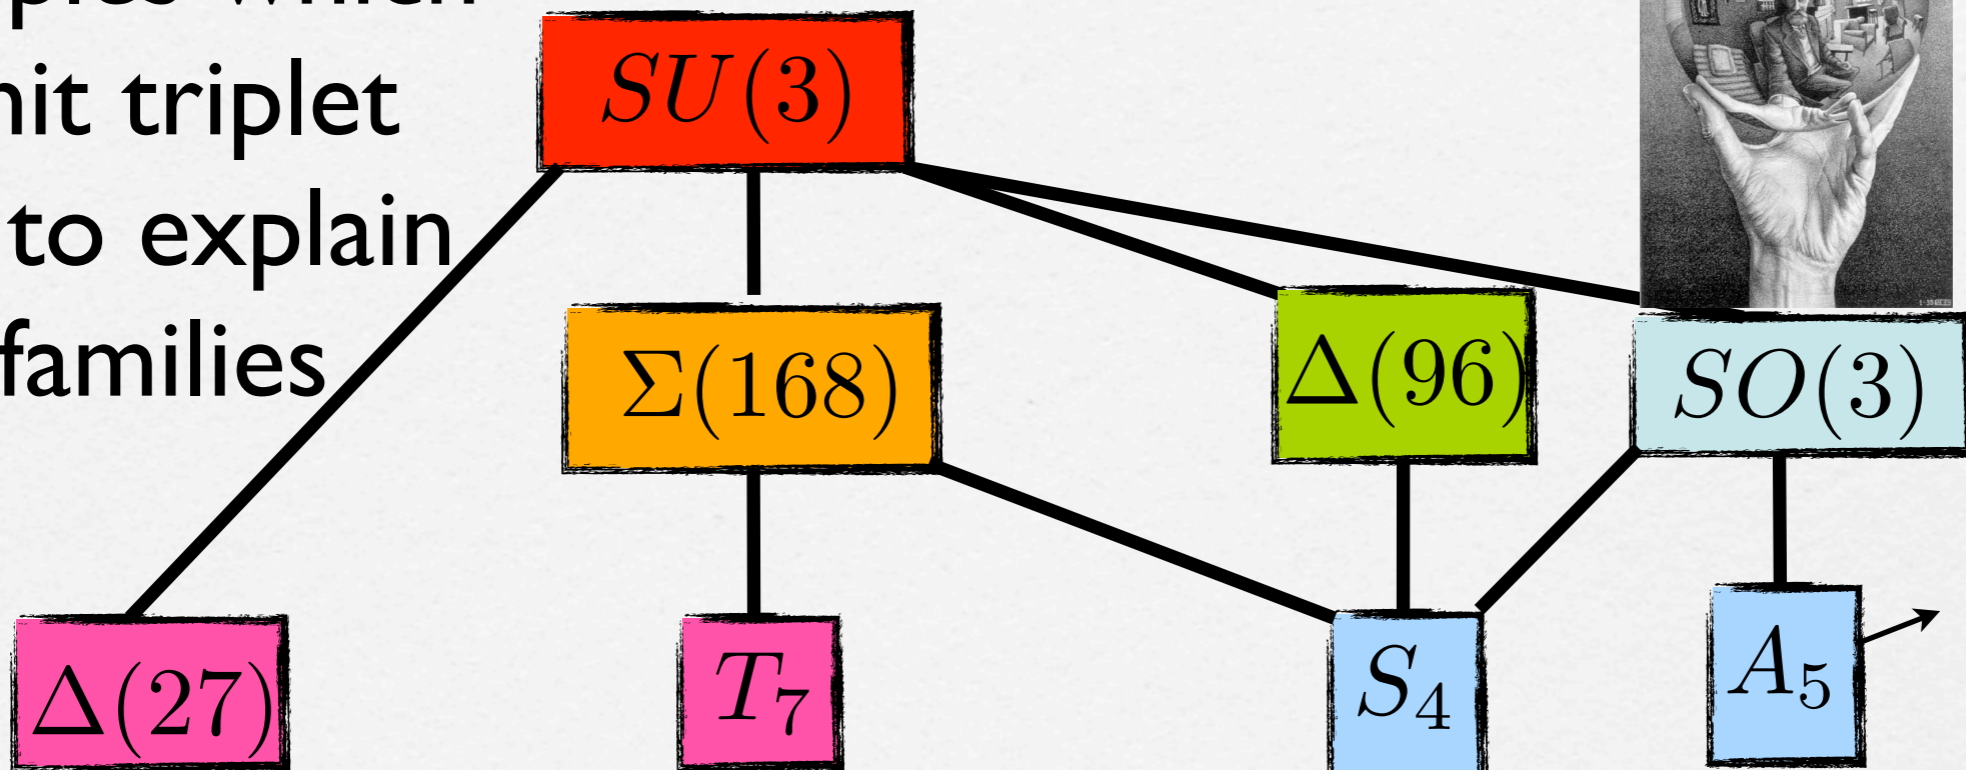 nit triplet
to explain
families
SU(3)
Σ(168)
Δ(96)
SO(3)
Δ(27)
T₇
S₄
A₅